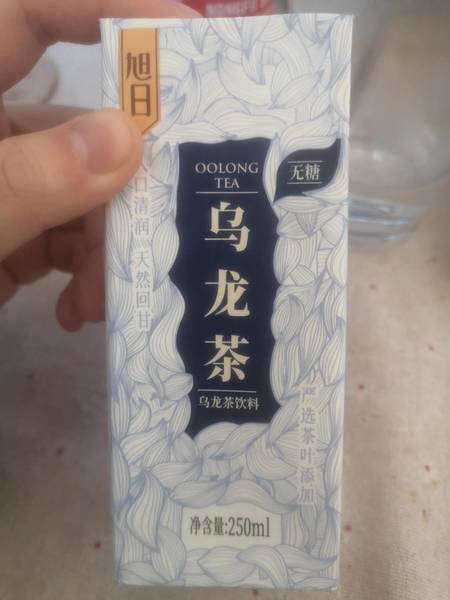 旭日
OOLONG
TEA
无糖
乌龙茶
乌龙茶饮料
口清润 天然回甘
严选茶叶添加
净含量:250ml